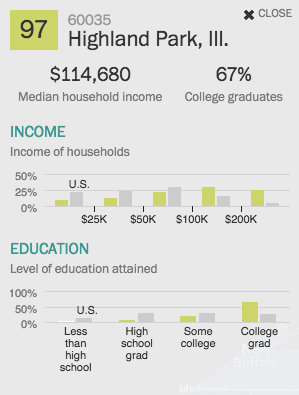 97
60035
Highland Park, Ill.
✖ CLOSE
$114,680
67%
Median household income
College graduates
INCOME
Income of households
50%
25%
0%
U.S.
$25K $50K $100K $200K
EDUCATION
Level of education attained
100%
50%
0%
U.S.
Less than high school
High school grad
Some college
College grad
Buffalo